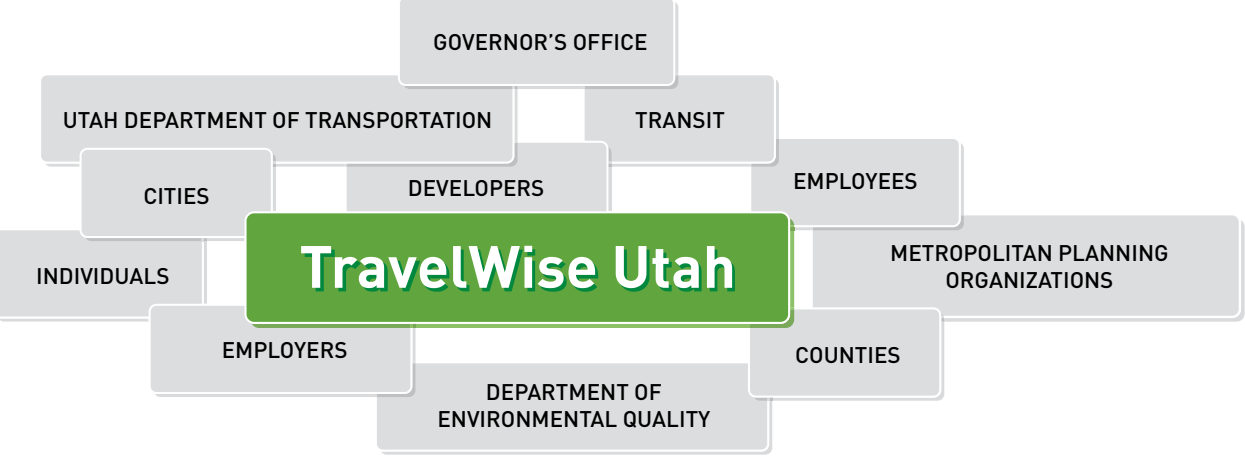 GOVERNOR’S OFFICE
UTAH DEPARTMENT OF TRANSPORTATION
TRANSIT
CITIES
DEVELOPERS
EMPLOYEES
INDIVIDUALS
TravelWise Utah
METROPOLITAN PLANNING
ORGANIZATIONS
EMPLOYERS
COUNTIES
DEPARTMENT OF
ENVIRONMENTAL QUALITY